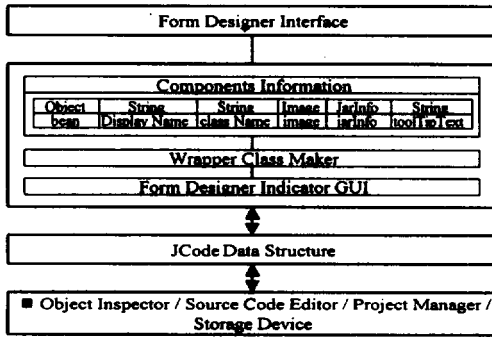 Form Designer Interface
Components Information
Object String String Image JarInfo String
bean Display Name class Name image jarInfo toolTipText
Wrapper Class Maker
Form Designer Indicator GUI
JCode Data Structure
■ Object Inspector / Source Code Editor / Project Manager /
Storage Device